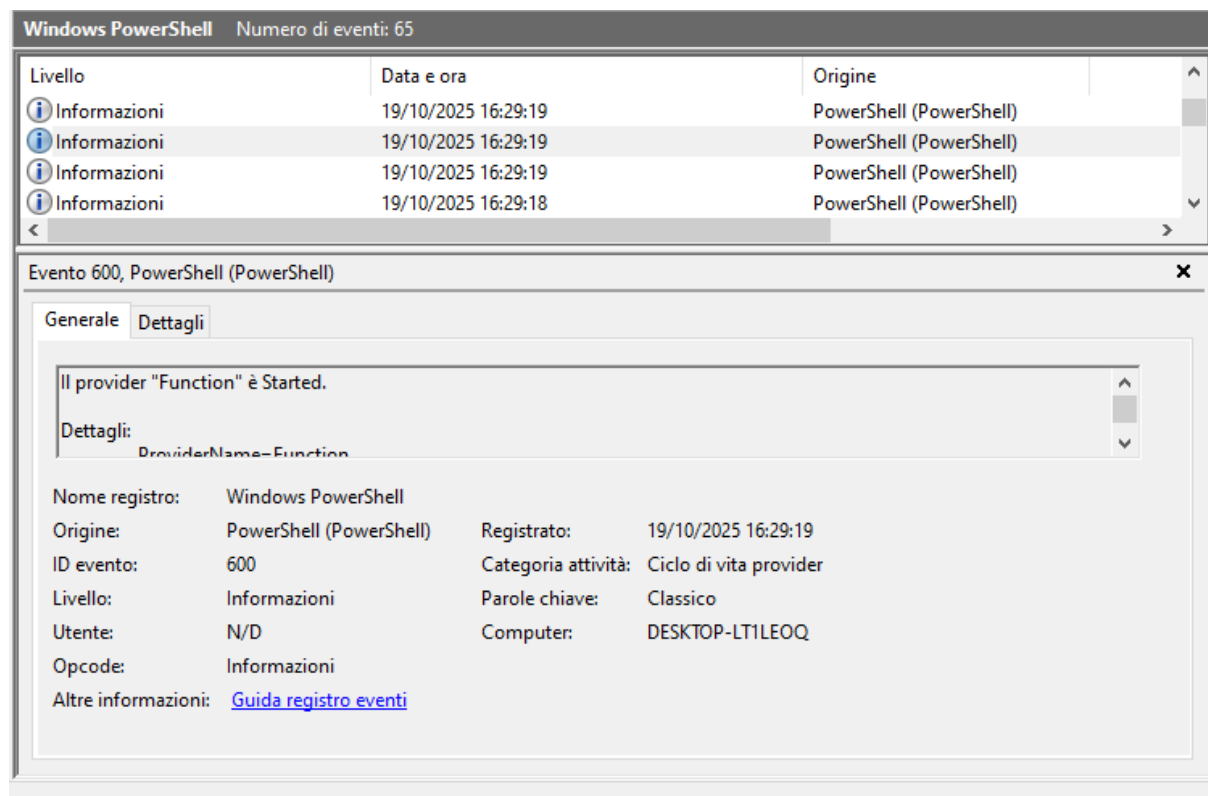 Windows PowerShell Numero di eventi: 65
Livello Data e ora Origine
Informazioni 19/10/2025 16:29:19 PowerShell (PowerShell)
Informazioni 19/10/2025 16:29:19 PowerShell (PowerShell)
Informazioni 19/10/2025 16:29:19 PowerShell (PowerShell)
Informazioni 19/10/2025 16:29:18 PowerShell (PowerShell)
Evento 600, PowerShell (PowerShell)
Generale Dettagli
Il provider "Function" è Started.
Dettagli:
ProviderName=Function
Nome registro: Windows PowerShell
Origine: PowerShell (PowerShell) Registrato: 19/10/2025 16:29:19
ID evento: 600 Categoria attività: Ciclo di vita provider
Livello: Informazioni Parole chiave: Classico
Utente: N/D Computer: DESKTOP-LT1LEOQ
Opcode: Informazioni
Altre informazioni: Guida registro eventi